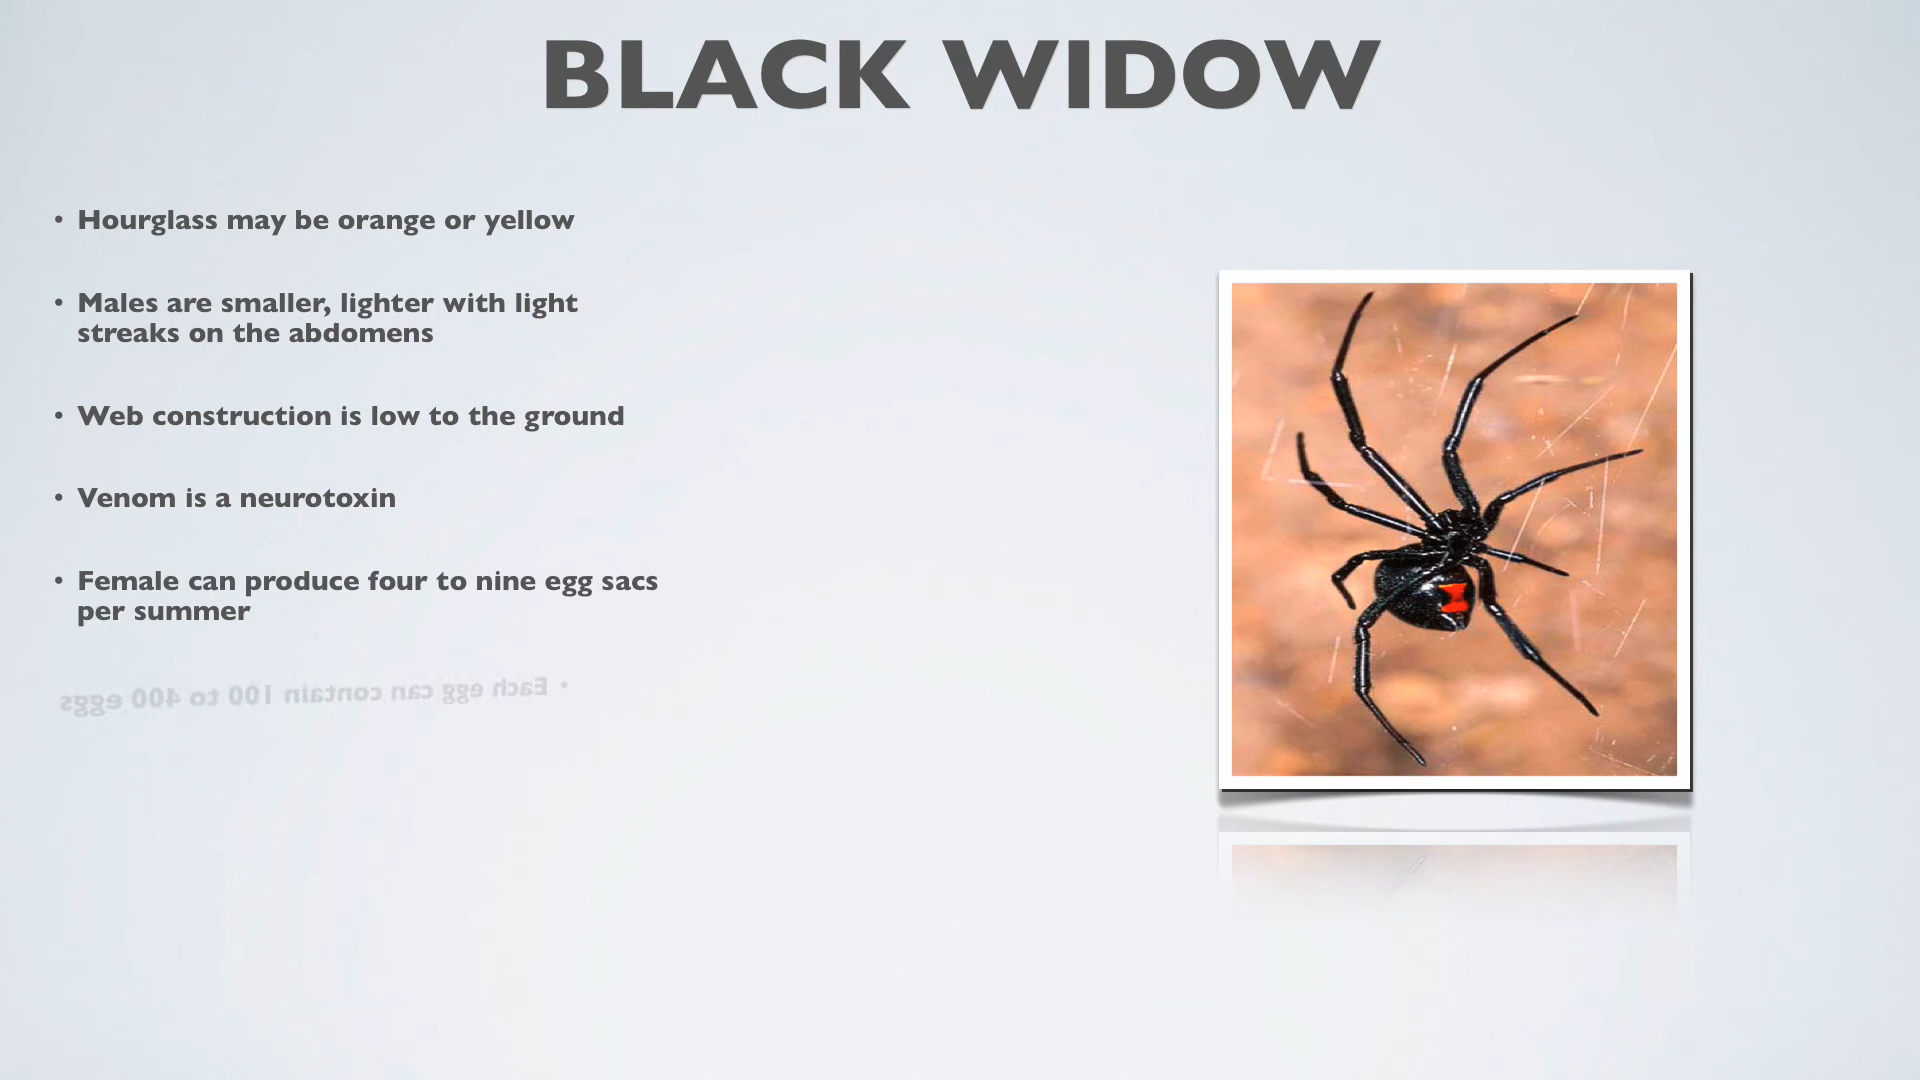 BLACK WIDOW
• Hourglass may be orange or yellow
• Males are smaller, lighter with light
streaks on the abdomens
• Web construction is low to the ground
• Venom is a neurotoxin
• Female can produce four to nine egg sacs
per summer
• Each egg can contain 100 to 400 eggs